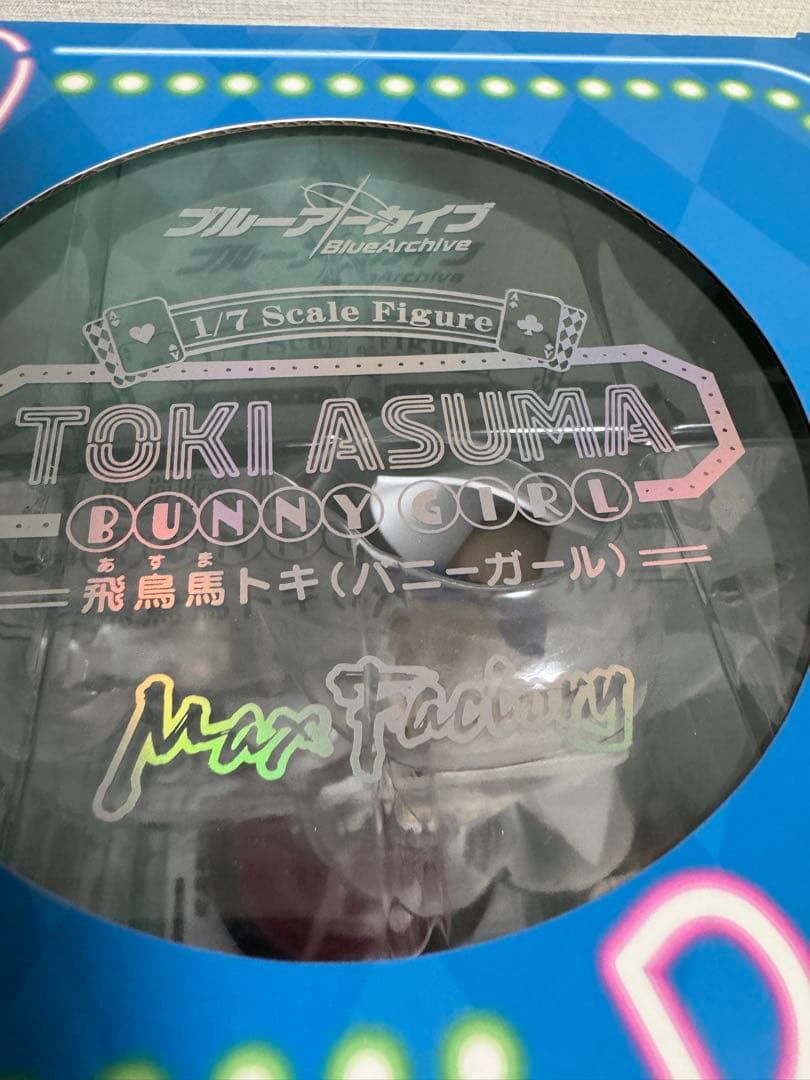 ブルーアーカイブ
BlueArchive
1/7 Scale Figure
TOKI ASUMA
BUNNY GIRL
あすま
飛鳥馬トキ(バニーガール)
Max Factory